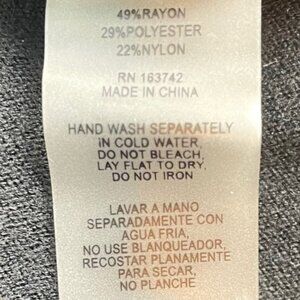 49%RAYON
29%POLYESTER
22%NYLON
RN 163742
MADE IN CHINA
HAND WASH SEPARATELY
IN COLD WATER,
DO NOT BLEACH,
LAY FLAT TO DRY,
DO NOT IRON
LAVAR A MANO
SEPARADAMENTE CON
AGUA FRIA,
NO USE BLANQUEADOR,
RECOSTAR PLANAMENTE
PARA SECAR,
NO PLANCHE